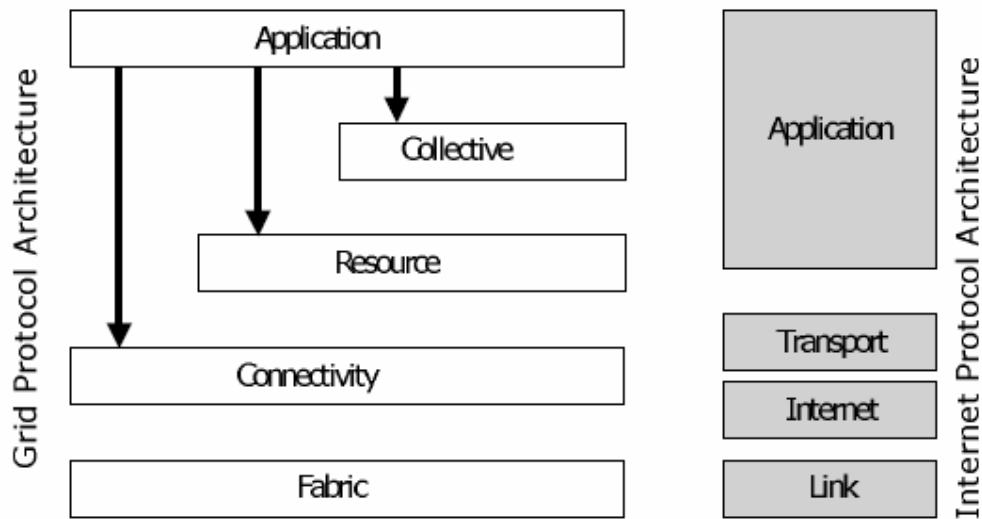 Grid Protocol Architecture
Application
Collective
Resource
Connectivity
Fabric
Application
Transport
Internet
Link
Internet Protocol Architecture